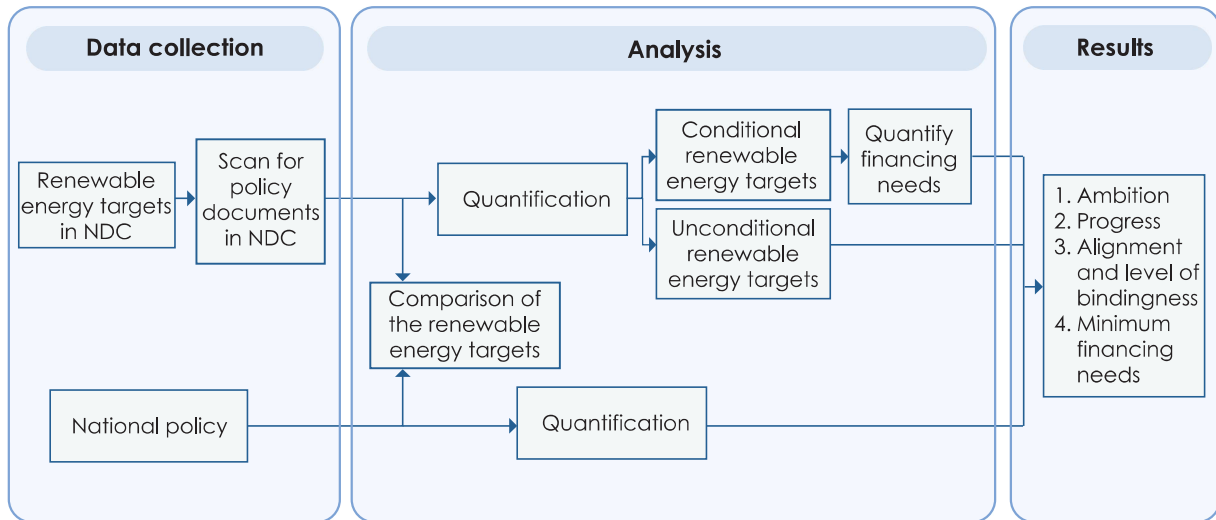 Data collection
Renewable
energy targets
in NDC
Scan for
policy
documents
in NDC
National policy
Analysis
Quantification
Conditional
renewable
energy targets
Quantify
financing
needs
Unconditional
renewable
energy targets
Comparison of
the renewable
energy targets
Quantification
Results
1. Ambition
2. Progress
3. Alignment
and level of
bindingness
4. Minimum
financing
needs